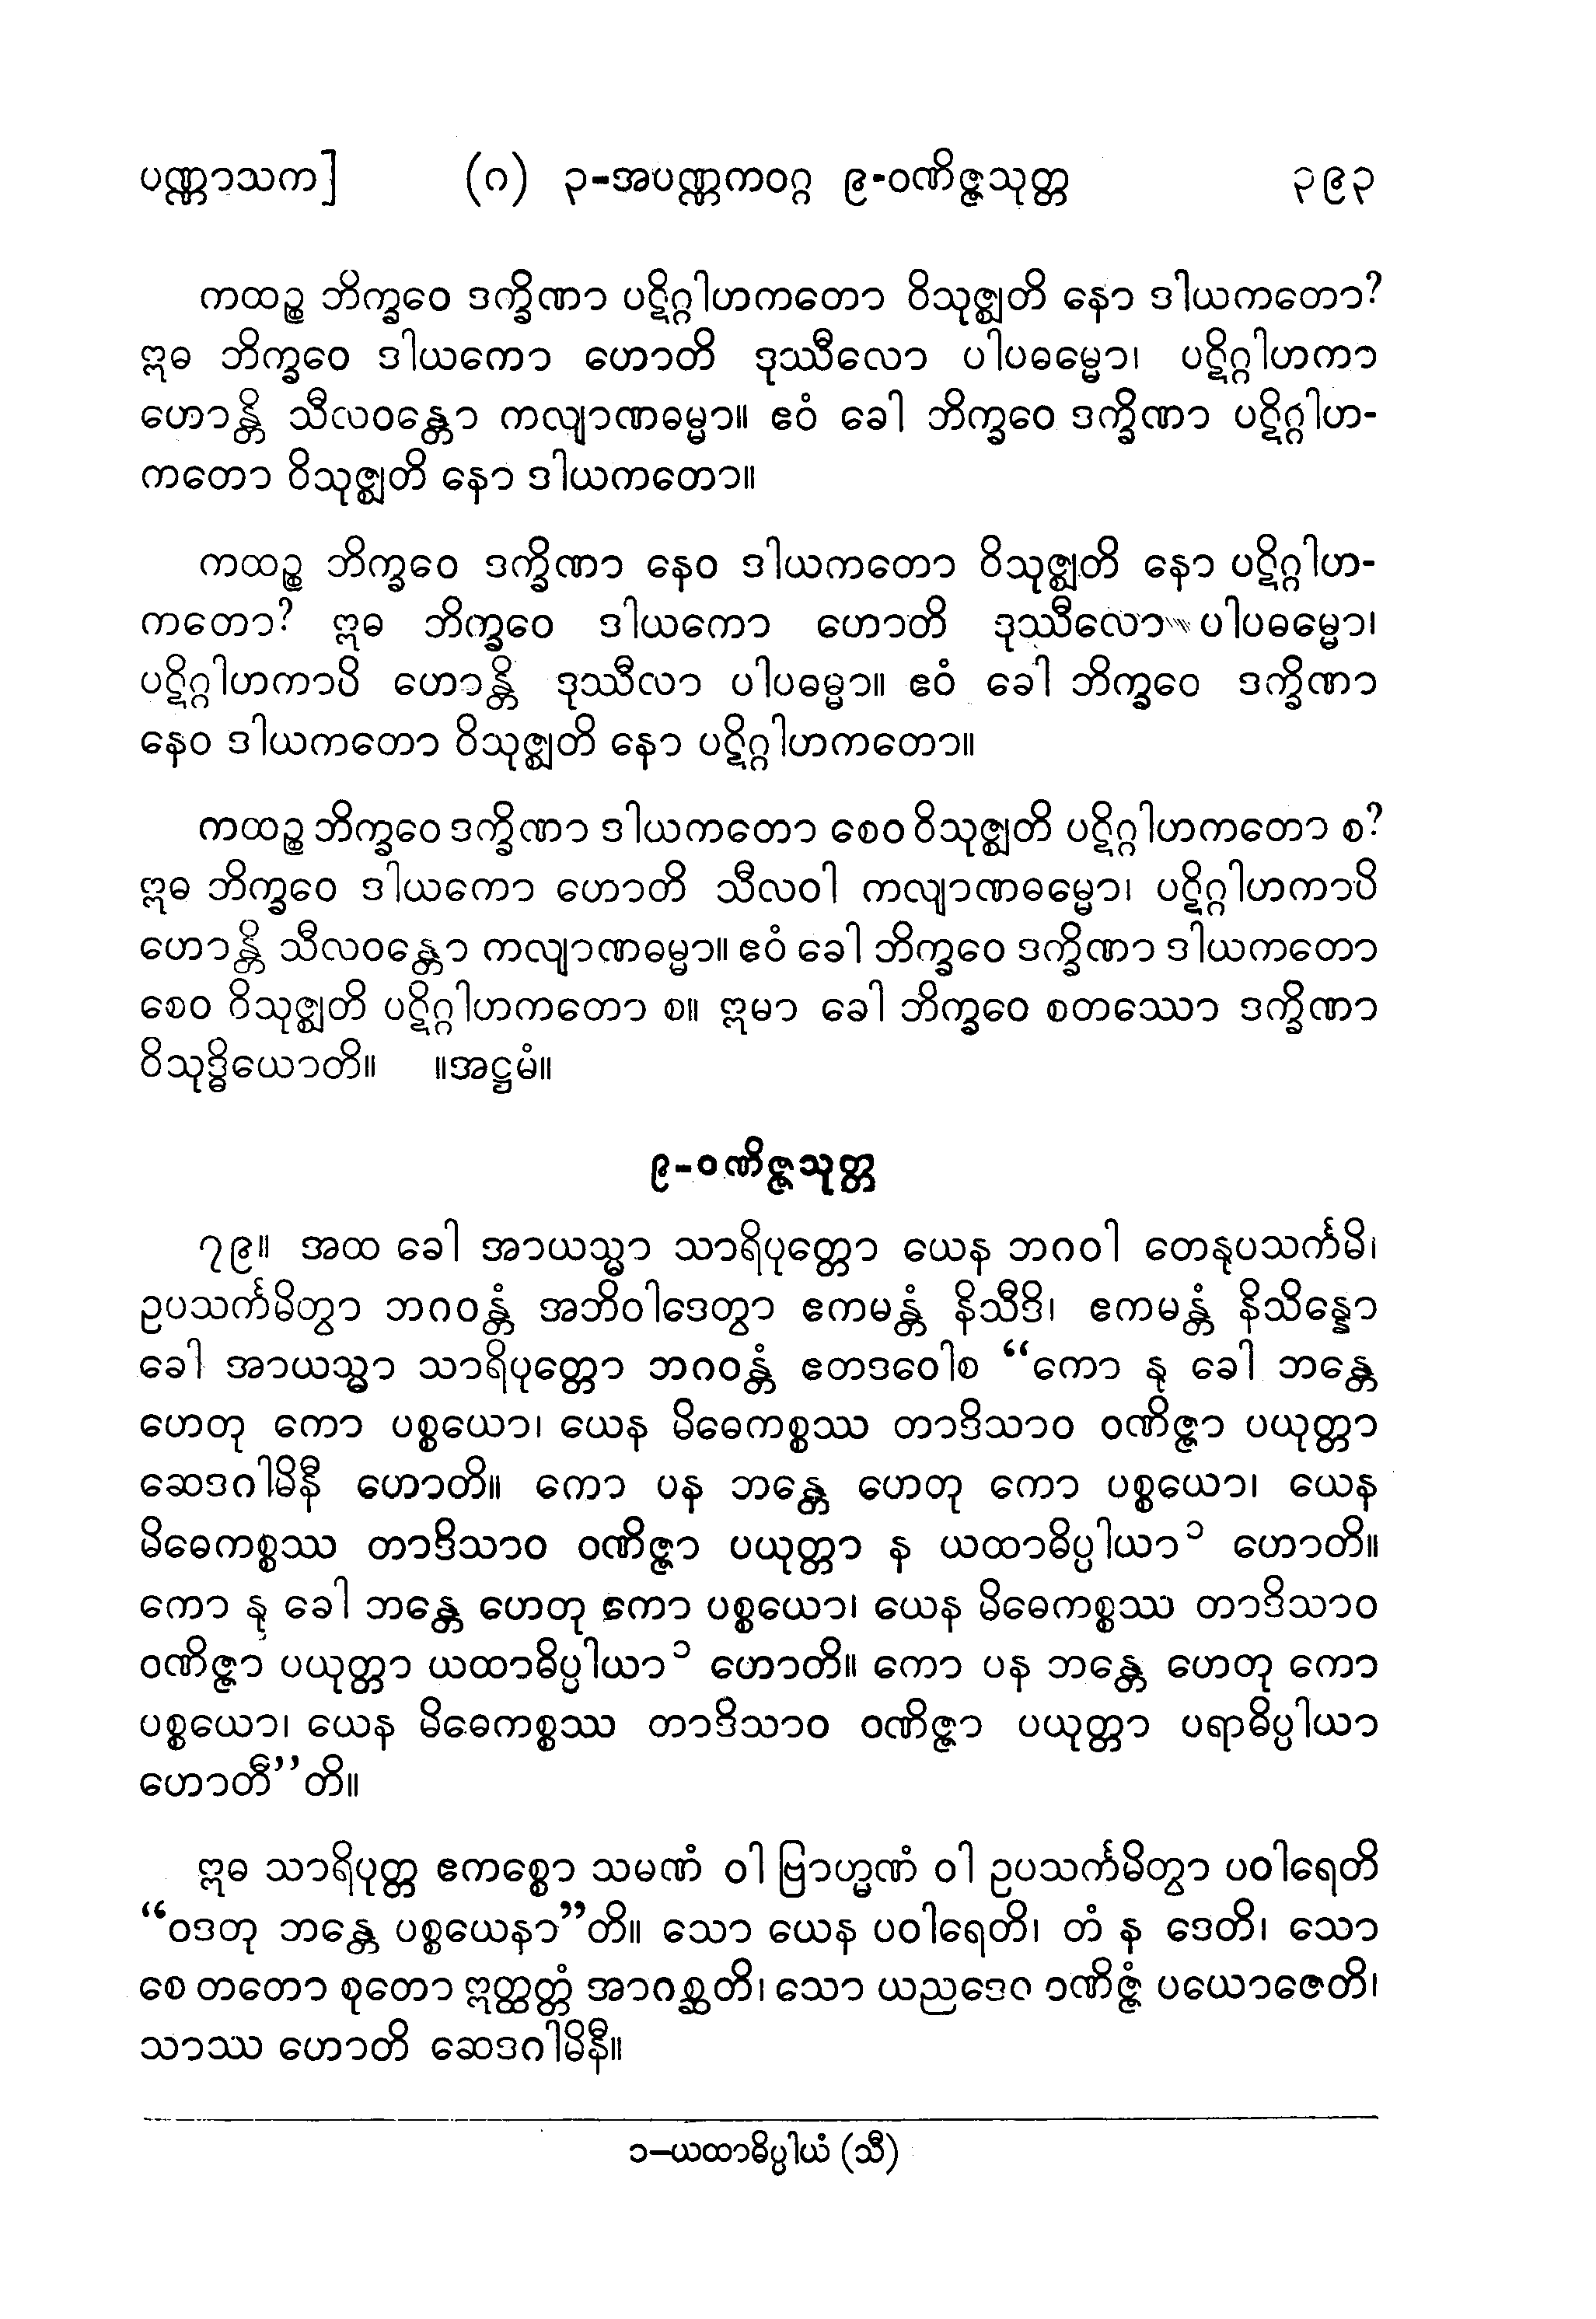 ပဏ္ဏာသက] (ဂ) ၃-အပဏ္ဏကဝဂ္ဂ ၉-ဝဏိဇ္ဇသုတ္တ ၃၉၃
ကထဉ္စ ဘိက္ခဝေ ဒက္ခိဏာ ပဋိဂ္ဂါဟကတော ဝိသုဇ္ဈတိ နော ဒါယကတော?
ဣဓ ဘိက္ခဝေ ဒါယကော ဟောတိ ဒုဿီလော ပါပဓမ္မော၊ ပဋိဂ္ဂါဟကာ
ဟောန္တိ သီလဝန္တော ကလျာဏဓမ္မာ။ ဧဝံ ခေါ ဘိက္ခဝေ ဒက္ခိဏာ ပဋိဂ္ဂါဟ-
ကတော ဝိသုဇ္ဈတိ နော ဒါယကတော။
ကထဉ္စ ဘိက္ခဝေ ဒက္ခိဏာ နေဝ ဒါယကတော ဝိသုဇ္ဈတိ နော ပဋိဂ္ဂါဟ-
ကတော? ဣဓ ဘိက္ခဝေ ဒါယကော ဟောတိ ဒုဿီလော ပါပဓမ္မော၊
ပဋိဂ္ဂါဟကာပိ ဟောန္တိ ဒုဿီလာ ပါပဓမ္မာ။ ဧဝံ ခေါ ဘိက္ခဝေ ဒက္ခိဏာ
နေဝ ဒါယကတော ဝိသုဇ္ဈတိ နော ပဋိဂ္ဂါဟကတော။
ကထဉ္စ ဘိက္ခဝေ ဒက္ခိဏာ ဒါယကတော စေဝ ဝိသုဇ္ဈတိ ပဋိဂ္ဂါဟကတော စ?
ဣဓ ဘိက္ခဝေ ဒါယကော ဟောတိ သီလဝါ ကလျာဏဓမ္မော၊ ပဋိဂ္ဂါဟကာပိ
ဟောန္တိ သီလဝန္တော ကလျာဏဓမ္မာ။ ဧဝံ ခေါ ဘိက္ခဝေ ဒက္ခိဏာ ဒါယကတော
စေဝ ဝိသုဇ္ဈတိ ပဋိဂ္ဂါဟကတော စ။ ဣမာ ခေါ ဘိက္ခဝေ စတဿော ဒက္ခိဏာ
ဝိသုဒ္ဓိယောတိ။ ။အဋ္ဌမံ။
၉-ဝဏိဇ္ဇသုတ္တ
၇၉။ အထ ခေါ အာယသ္မာ သာရိပုတ္တော ယေန ဘဂဝါ တေနုပသင်္ကမိ၊
ဥပသင်္ကမိတွာ ဘဂဝန္တံ အဘိဝါဒေတွာ ဧကမန္တံ နိသီဒိ၊ ဧကမန္တံ နိသိန္နော
ခေါ အာယသ္မာ သာရိပုတ္တော ဘဂဝန္တံ ဧတဒဝေါစ “ကော နု ခေါ ဘန္တေ
ဟေတု ကော ပစ္စယော၊ ယေန မိဓေကစ္စဿ တာဒိသာဝ ဝဏိဇ္ဇာ ပယုတ္တာ
ဆေဒဂါမိနီ ဟောတိ။ ကော ပန ဘန္တေ ဟေတု ကော ပစ္စယော၊ ယေန
မိဓေကစ္စဿ တာဒိသာဝ ဝဏိဇ္ဇာ ပယုတ္တာ န ယထာဓိပ္ပါယာ ၁ ဟောတိ။
ကော နု ခေါ ဘန္တေ ဟေတု ကော ပစ္စယော၊ ယေန မိဓေကစ္စဿ တာဒိသာဝ
ဝဏိဇ္ဇာ ပယုတ္တာ ယထာဓိပ္ပါယာ ၁ ဟောတိ။ ကော ပန ဘန္တေ ဟေတု ကော
ပစ္စယော၊ ယေန မိဓေကစ္စဿ တာဒိသာဝ ဝဏိဇ္ဇာ ပယုတ္တာ ပရာဓိပ္ပါယာ
ဟောတီ”တိ။
ဣဓ သာရိပုတ္တ ဧကစ္စော သမဏံ ဝါ ဗြာဟ္မဏံ ဝါ ဥပသင်္ကမိတွာ ပဝါရေတိ
“ဝဒတု ဘန္တေ ပစ္စယေနာ”တိ။ သော ယေန ပဝါရေတိ၊ တံ န ဒေတိ၊ သော
စေ တတော စုတော ဣတ္ထတ္တံ အာဂစ္ဆတိ၊ သော ယညဒေဝ ဝဏိဇ္ဇံ ပယောဇေတိ၊
သာဿ ဟောတိ ဆေဒဂါမိနီ။
၁-ယထာဓိပ္ပါယံ (သီ)